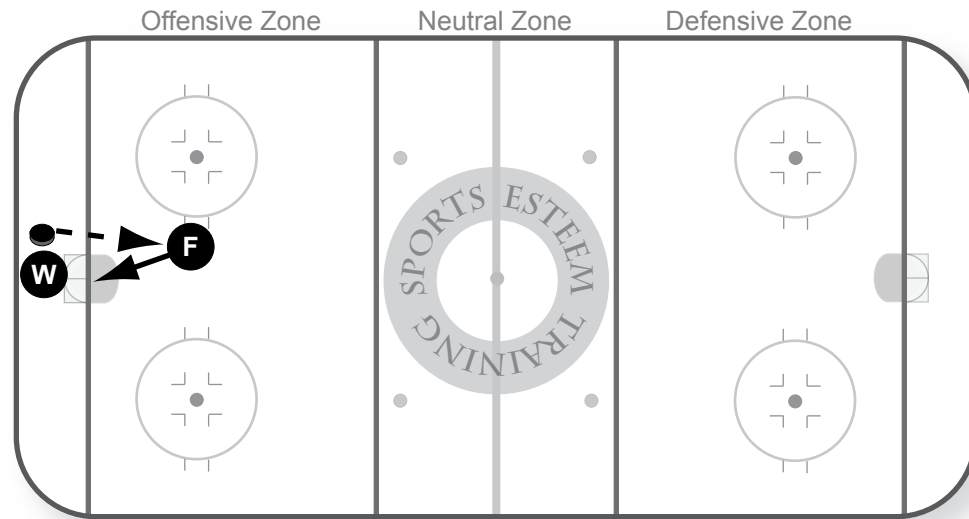 Offensive Zone
Neutral Zone
Defensive Zone
SPORTS ESTEEM TRAINING
F
W